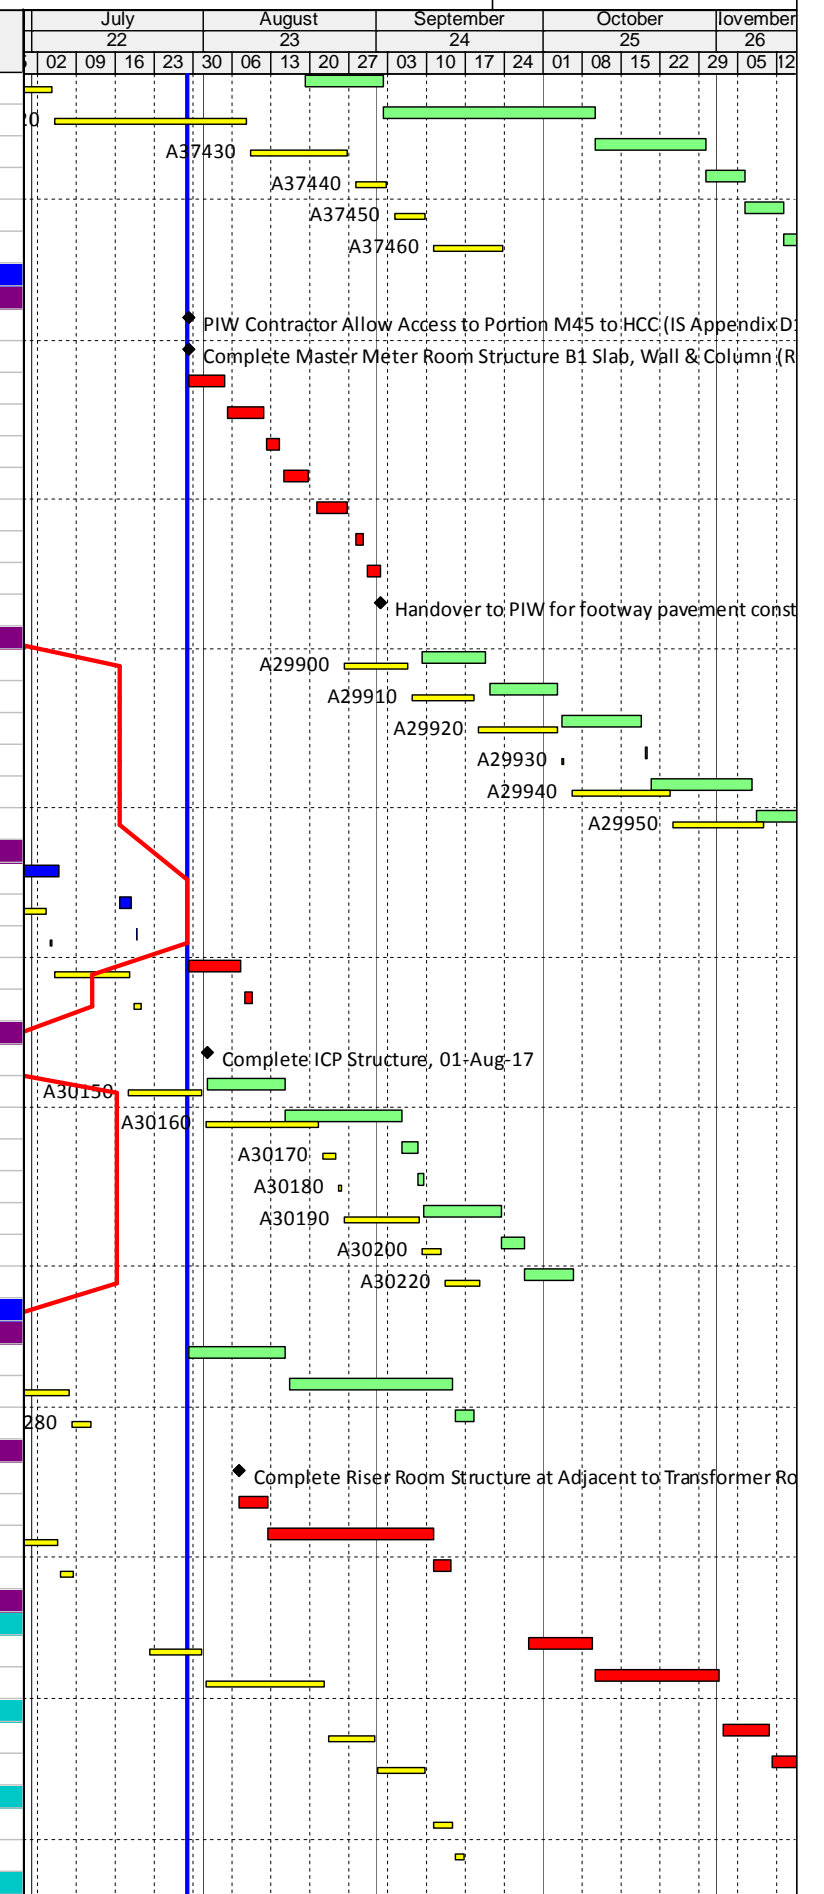 July August September October lovember
22 23 24 25 26
02 09 16 23 30 06 13 20 27 03 10 17 24 01 08 15 22 29 05 12
20
A37430
A37440
A37450
A37460
PIW Contractor Allow Access to Portion M45 to HCC (IS Appendix D
Complete Master Meter Room Structure B1 Slab, Wall & Column (R
Handover to PIW for footway pavement const
A29900
A29910
A29920
A29930
A29940
A29950
Complete ICP Structure, 01-Aug-17
A30150
A30160
A30170
A30180
A30190
A30200
A30220
280
Complete Riser Room Structure at Adjacent to Transformer Ro